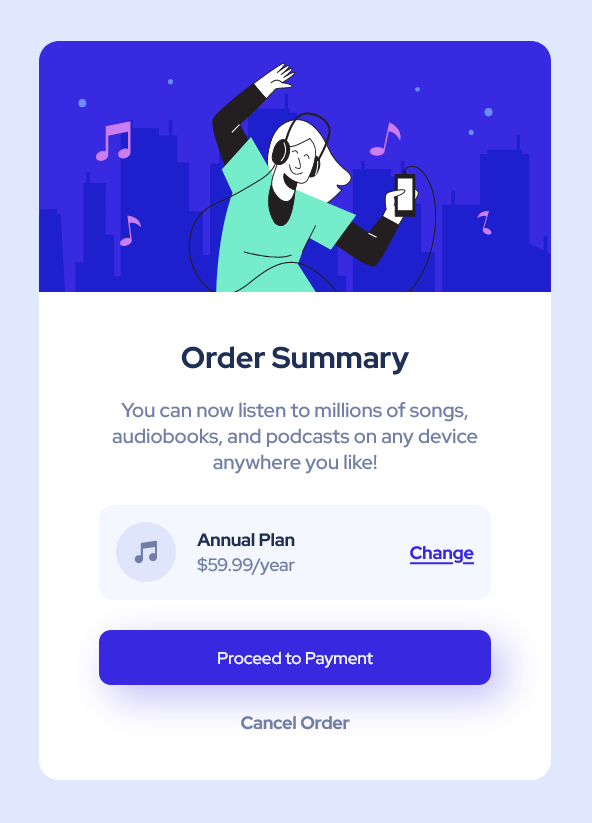 Order Summary
You can now listen to millions of songs,
audiobooks, and podcasts on any device
anywhere you like!
Annual Plan
$59.99/year
Change
Proceed to Payment
Cancel Order